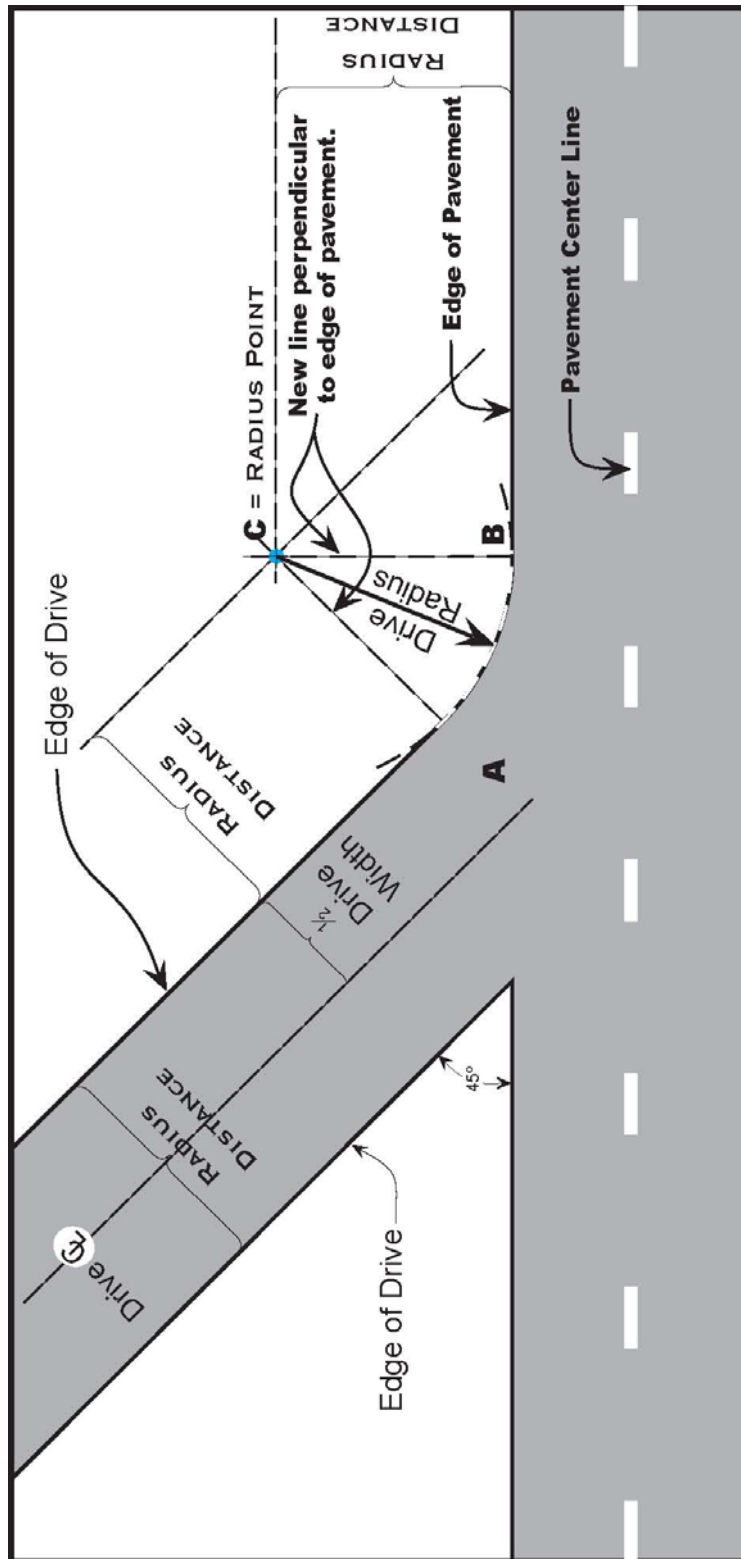 Edge of Drive
C = RADIUS POINT
New line perpendicular
to edge of pavement.
RADIUS
DISTANCE
Drive ℄
RADIUS
DISTANCE
RADIUS
DISTANCE
½ Drive
Width
Drive
Radius
A
B
Edge of Pavement
45º
Edge of Drive
Pavement Center Line